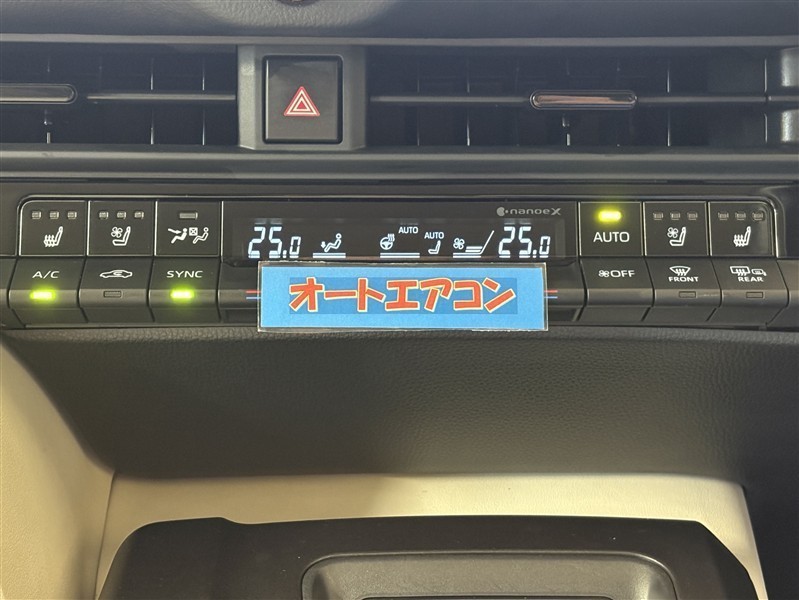 nanoeX
AUTO AUTO
25.0 25.0
AUTO
A/C SYNC OFF FRONT REAR
オートエアコン